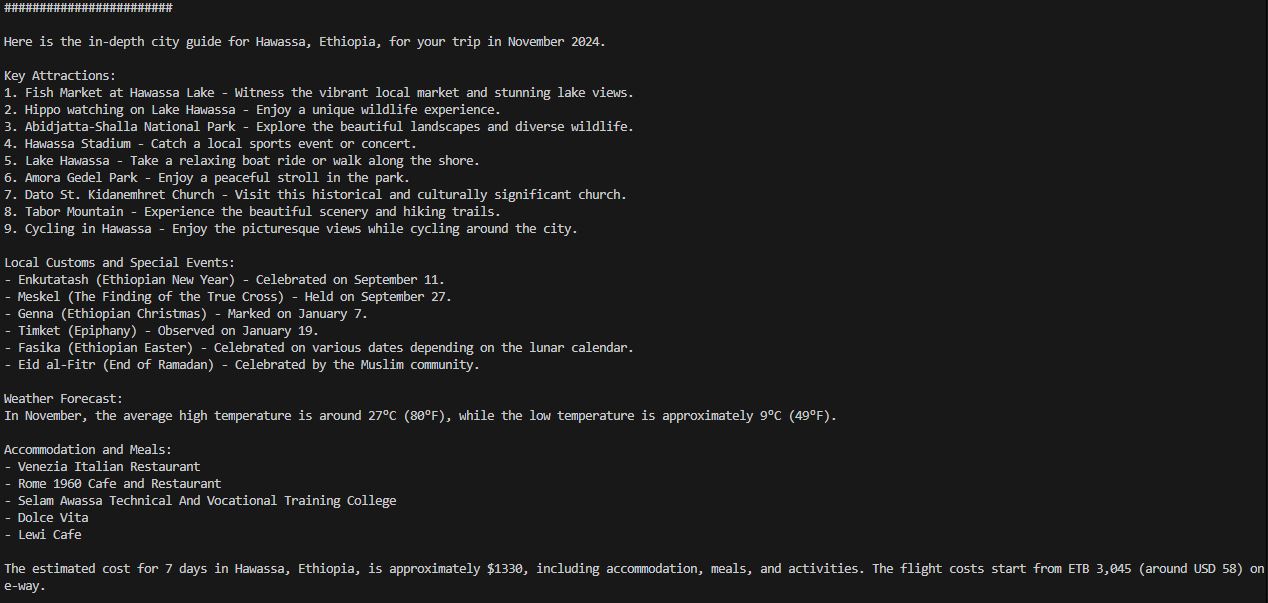 ########################
Here is the in-depth city guide for Hawassa, Ethiopia, for your trip in November 2024.
Key Attractions:
1. Fish Market at Hawassa Lake - Witness the vibrant local market and stunning lake views.
2. Hippo watching on Lake Hawassa - Enjoy a unique wildlife experience.
3. Abidjatta-Shalla National Park - Explore the beautiful landscapes and diverse wildlife.
4. Hawassa Stadium - Catch a local sports event or concert.
5. Lake Hawassa - Take a relaxing boat ride or walk along the shore.
6. Amora Gedel Park - Enjoy a peaceful stroll in the park.
7. Dato St. Kidanemhret Church - Visit this historical and culturally significant church.
8. Tabor Mountain - Experience the beautiful scenery and hiking trails.
9. Cycling in Hawassa - Enjoy the picturesque views while cycling around the city.
Local Customs and Special Events:
- Enkutatash (Ethiopian New Year) - Celebrated on September 11.
- Meskel (The Finding of the True Cross) - Held on September 27.
- Genna (Ethiopian Christmas) - Marked on January 7.
- Timket (Epiphany) - Observed on January 19.
- Fasika (Ethiopian Easter) - Celebrated on various dates depending on the lunar calendar.
- Eid al-Fitr (End of Ramadan) - Celebrated by the Muslim community.
Weather Forecast:
In November, the average high temperature is around 27°C (80°F), while the low temperature is approximately 9°C (49°F).
Accommodation and Meals:
- Venezia Italian Restaurant
- Rome 1960 Cafe and Restaurant
- Selam Awassa Technical And Vocational Training College
- Dolce Vita
- Lewi Cafe
The estimated cost for 7 days in Hawassa, Ethiopia, is approximately $1330, including accommodation, meals, and activities. The flight costs start from ETB 3,045 (around USD 58) on
e-way.